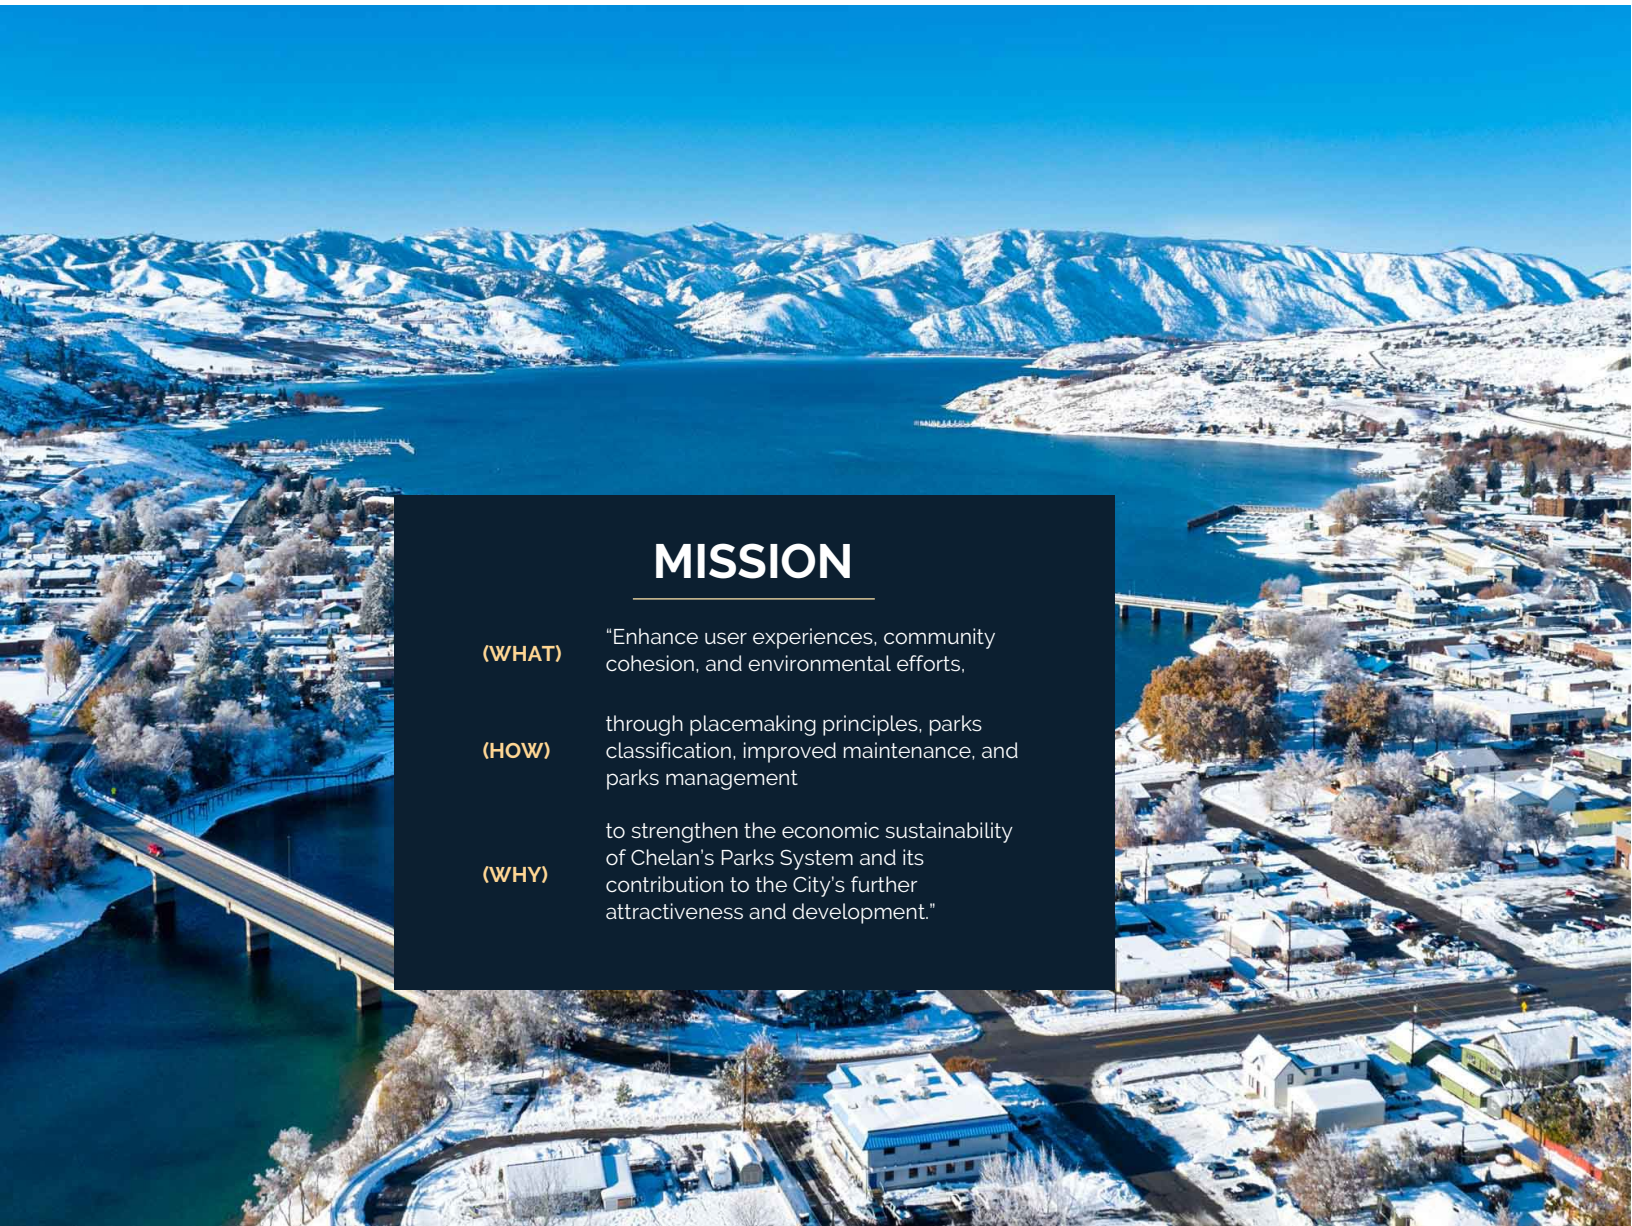 MISSION
(WHAT)
“Enhance user experiences, community
cohesion, and environmental efforts,
(HOW)
through placemaking principles, parks
classification, improved maintenance, and
parks management
(WHY)
to strengthen the economic sustainability
of Chelan’s Parks System and its
contribution to the City’s further
attractiveness and development.”